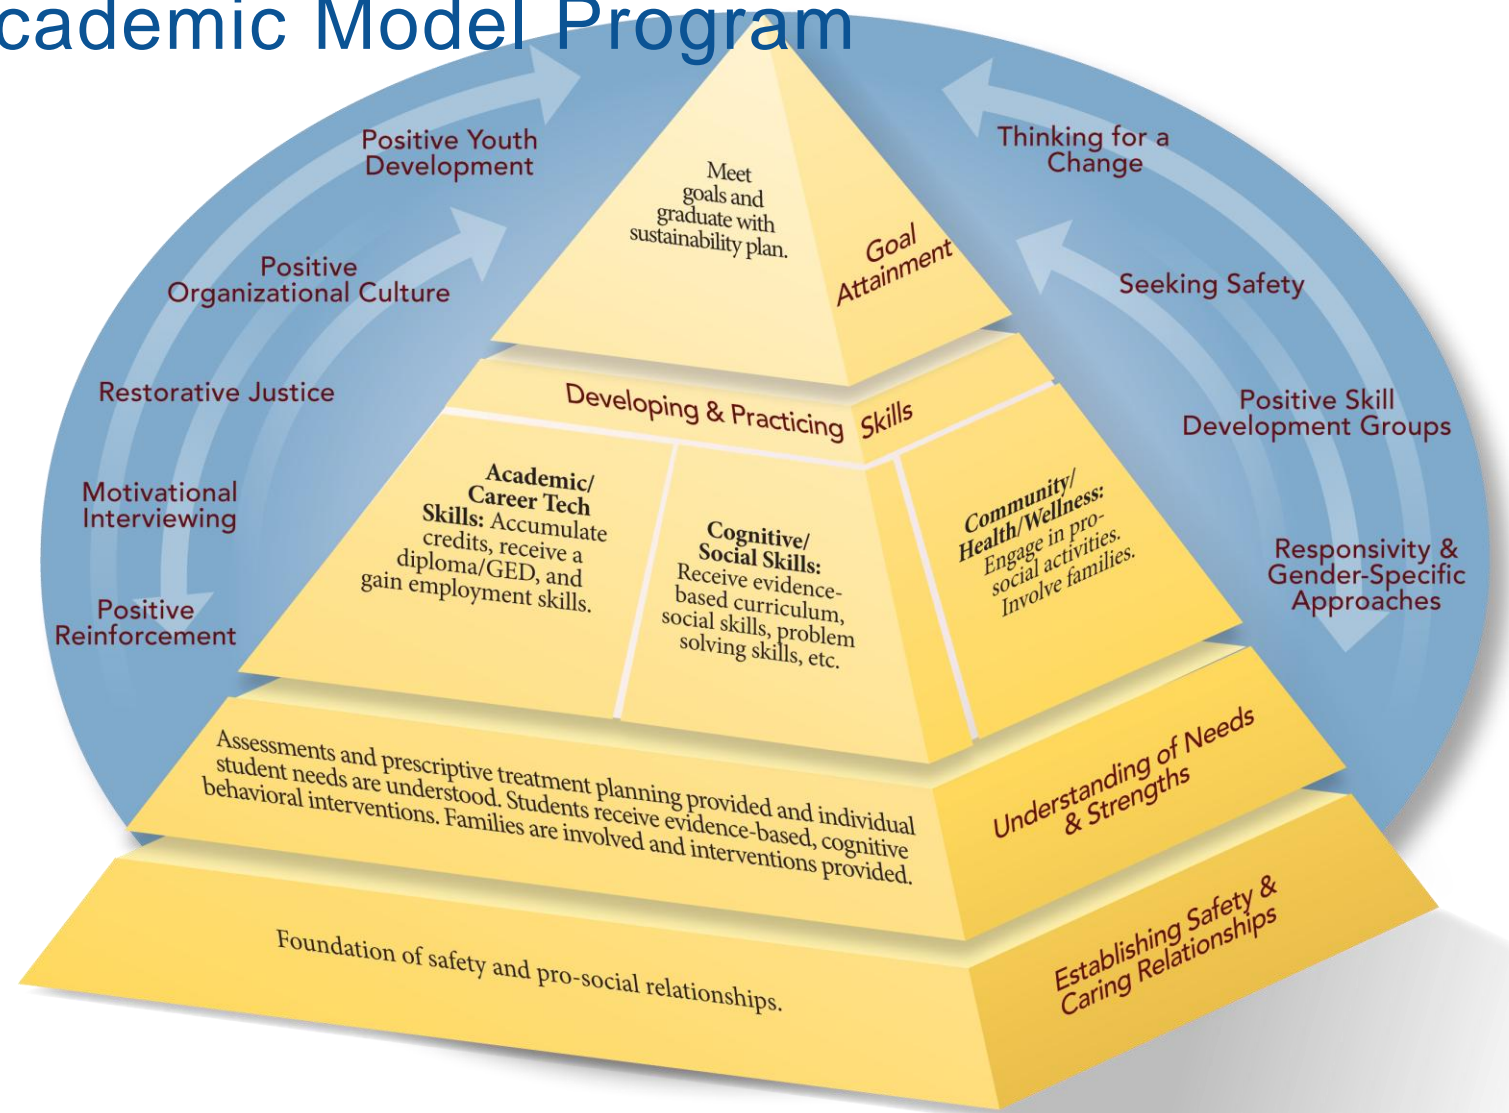 cademic Model Program
Positive Youth
Development
Positive
Organizational Culture
Restorative Justice
Motivational
Interviewing
Positive
Reinforcement
Thinking for a
Change
Seeking Safety
Positive Skill
Development Groups
Responsivity &
Gender-Specific
Approaches
Meet
goals and
graduate with
sustainability plan.
Goal
Attainment
Developing & Practicing Skills
Academic/
Career Tech
Skills: Accumulate
credits, receive a
diploma/GED, and
gain employment skills.
Cognitive/
Social Skills:
Receive evidence-
based curriculum,
social skills, problem
solving skills, etc.
Community/
Health/Wellness:
Engage in pro-
social activities.
Involve families.
Assessments and prescriptive treatment planning provided and individual
student needs are understood. Students receive evidence-based, cognitive
behavioral interventions. Families are involved and interventions provided.
Understanding of Needs
& Strengths
Foundation of safety and pro-social relationships.
Establishing Safety &
Caring Relationships